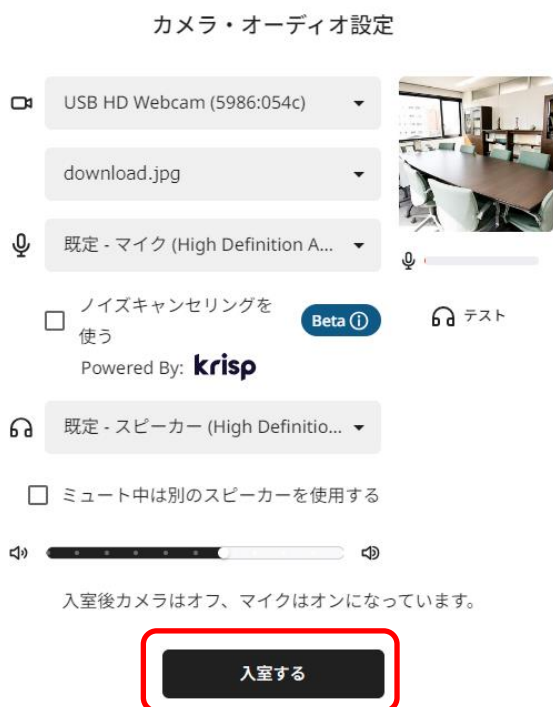 カメラ・オーディオ設定
USB HD Webcam (5986:054c)
download.jpg
既定 - マイク (High Definition A...
ノイズキャンセリングを
使う
Beta
テスト
Powered By: krisp
既定 - スピーカー (High Definitio...
ミュート中は別のスピーカーを使用する
入室後カメラはオフ、マイクはオンになっています。
入室する